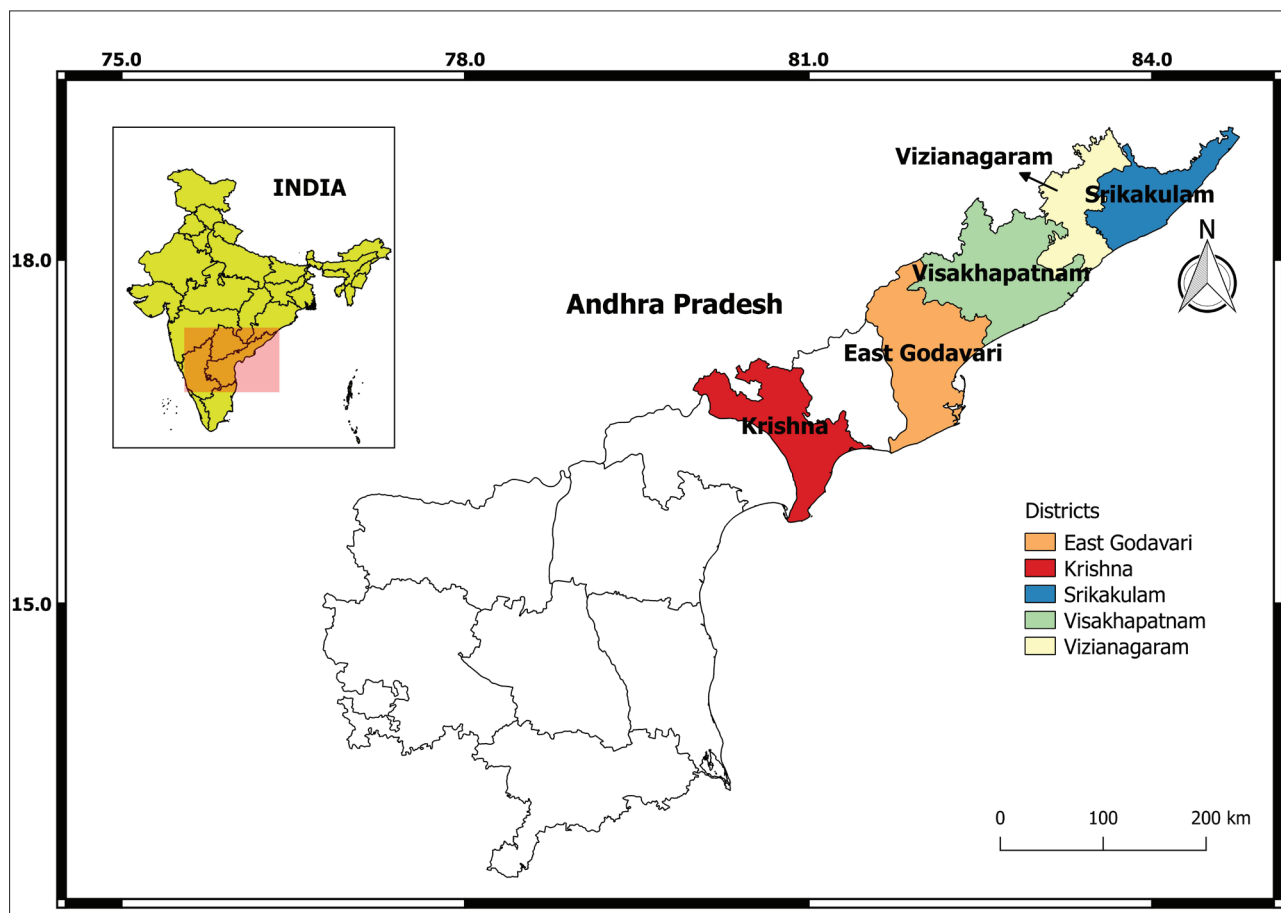 75.0 78.0 81.0 84.0
INDIA
Vizianagaram
Srikakulam
N
18.0
Visakhapatnam
Andhra Pradesh
East Godavari
Krishna
Districts
East Godavari
Krishna
Srikakulam
Visakhapatnam
Vizianagaram
15.0
0 100 200 km